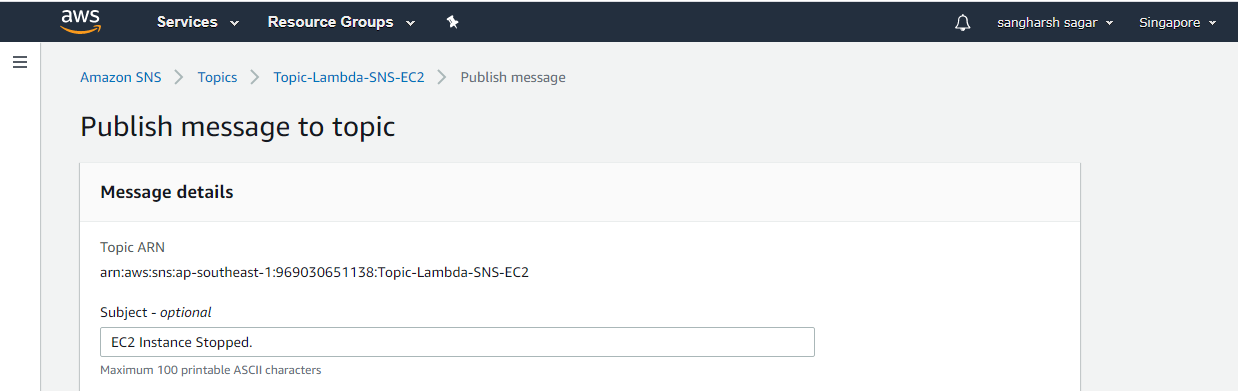 aws Services Resource Groups sangharsh sagar Singapore
Amazon SNS Topics Topic-Lambda-SNS-EC2 Publish message
Publish message to topic
Message details
Topic ARN
arn:aws:sns:ap-southeast-1:969030651138:Topic-Lambda-SNS-EC2
Subject - optional
EC2 Instance Stopped.
Maximum 100 printable ASCII characters